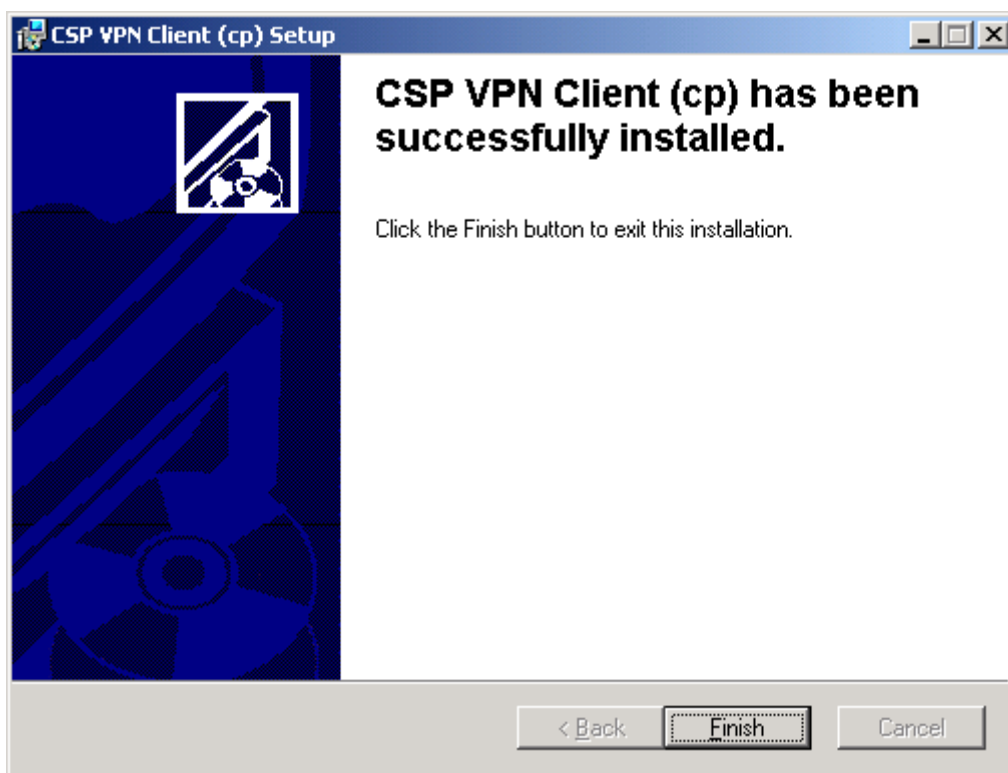 CSP VPN Client (cp) Setup
CSP VPN Client (cp) has been
successfully installed.
Click the Finish button to exit this installation.
< Back
Finish
Cancel